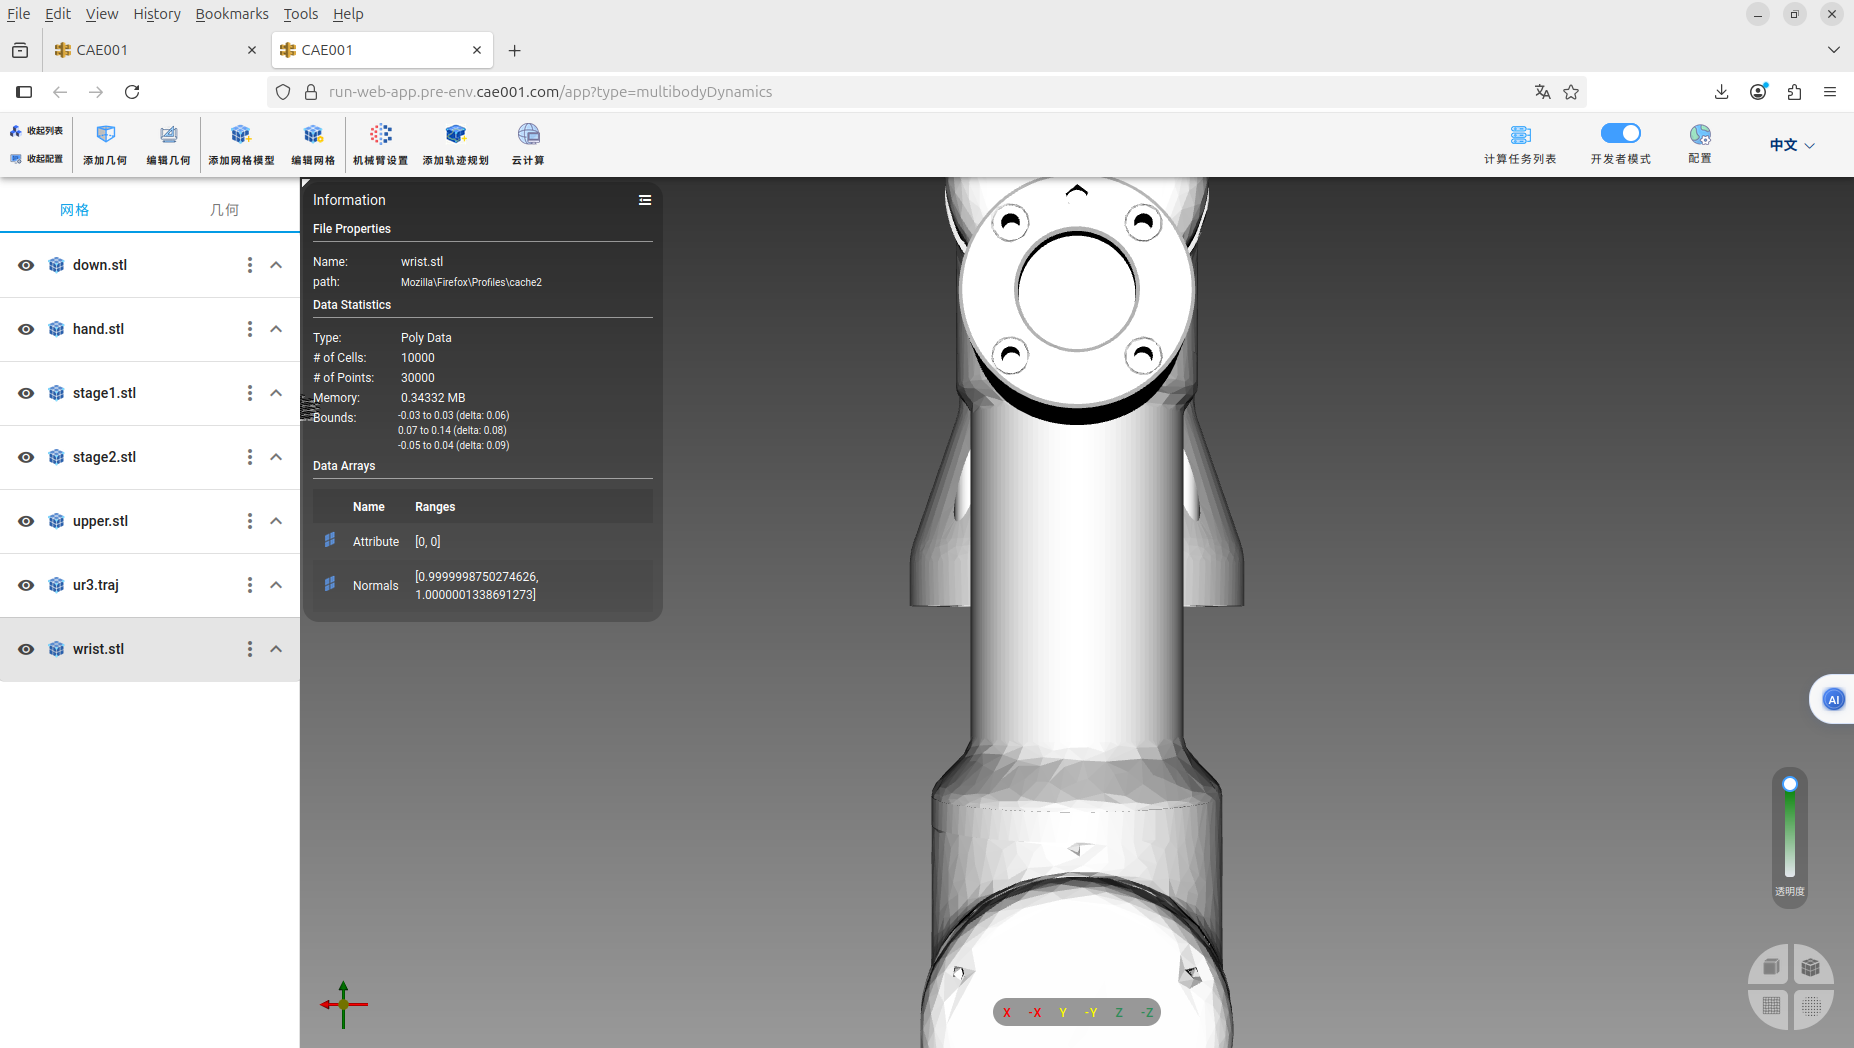 File Edit View History Bookmarks Tools Help
CAE001
CAE001
run-web-app.pre-env.cae001.com/app?type=multibodyDynamics
收起列表
收起配置
添加几何
编辑几何
添加网格模型
编辑网格
机械臂设置
添加轨迹规划
云计算
计算任务列表
开发者模式
配置
中文
网格
几何
down.stl
hand.stl
stage1.stl
stage2.stl
upper.stl
ur3.traj
wrist.stl
Information
File Properties
Name: wrist.stl
path: Mozilla\Firefox\Profiles\cache2
Data Statistics
Type: Poly Data
# of Cells: 10000
# of Points: 30000
Memory: 0.34332 MB
Bounds: -0.03 to 0.03 (delta: 0.06)
0.07 to 0.14 (delta: 0.08)
-0.05 to 0.04 (delta: 0.09)
Data Arrays
Name Ranges
Attribute [0, 0]
Normals [0.9999998750274626,
1.0000001338691273]
AI
透明度
X -X Y -Y Z -Z